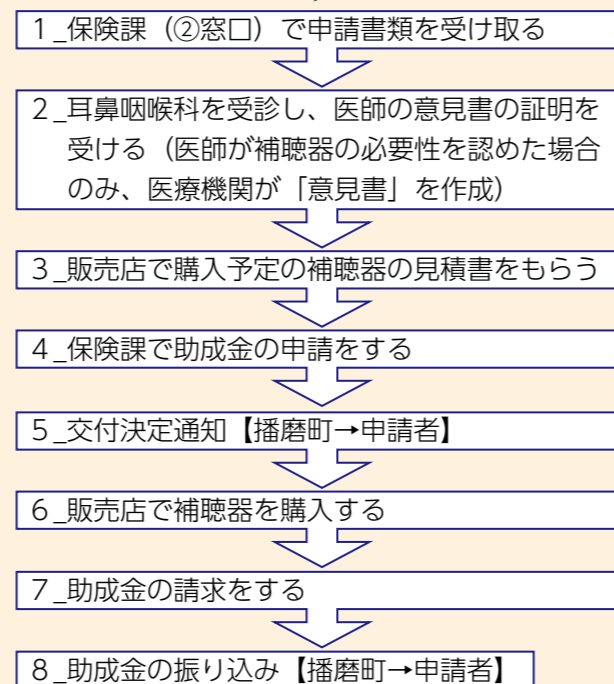 1_保険課（②窓口）で申請書類を受け取る
2_耳鼻咽喉科を受診し、医師の意見書の証明を
受ける（医師が補聴器の必要性を認めた場合
のみ、医療機関が「意見書」を作成）
3_販売店で購入予定の補聴器の見積書をもらう
4_保険課で助成金の申請をする
5_交付決定通知【播磨町→申請者】
6_販売店で補聴器を購入する
7_助成金の請求をする
8_助成金の振り込み【播磨町→申請者】